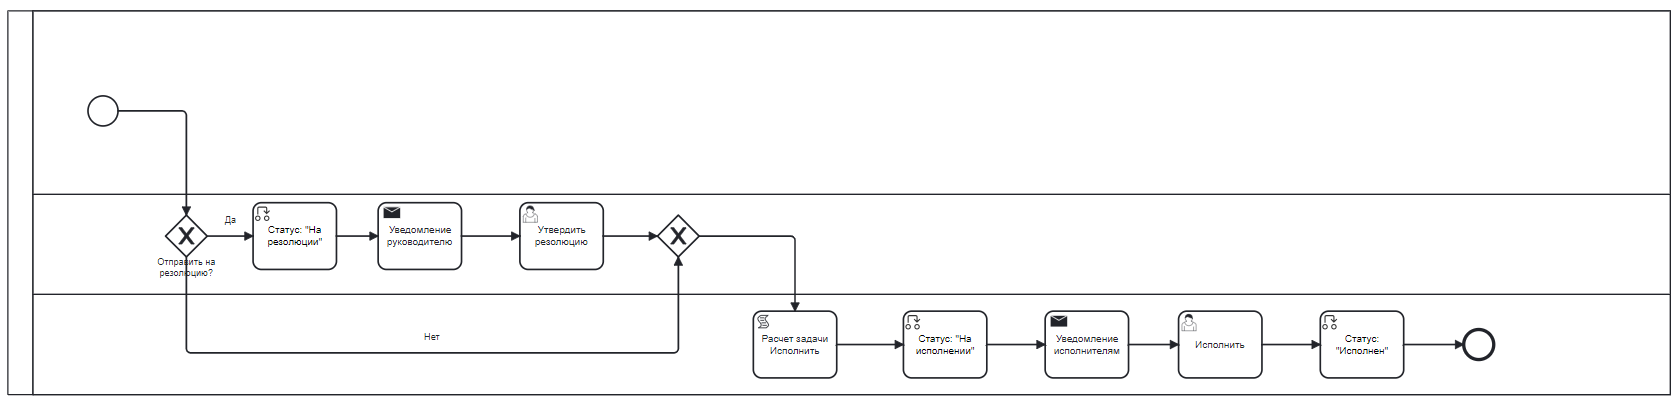 Да
Отправить на
резолюцию?
Статус: "На
резолюции"
Уведомление
руководителю
Утвердить
резолюцию
Нет
Расчет задачи
Исполнить
Статус: "На
исполнении"
Уведомление
исполнителям
Исполнить
Статус:
"Исполнен"